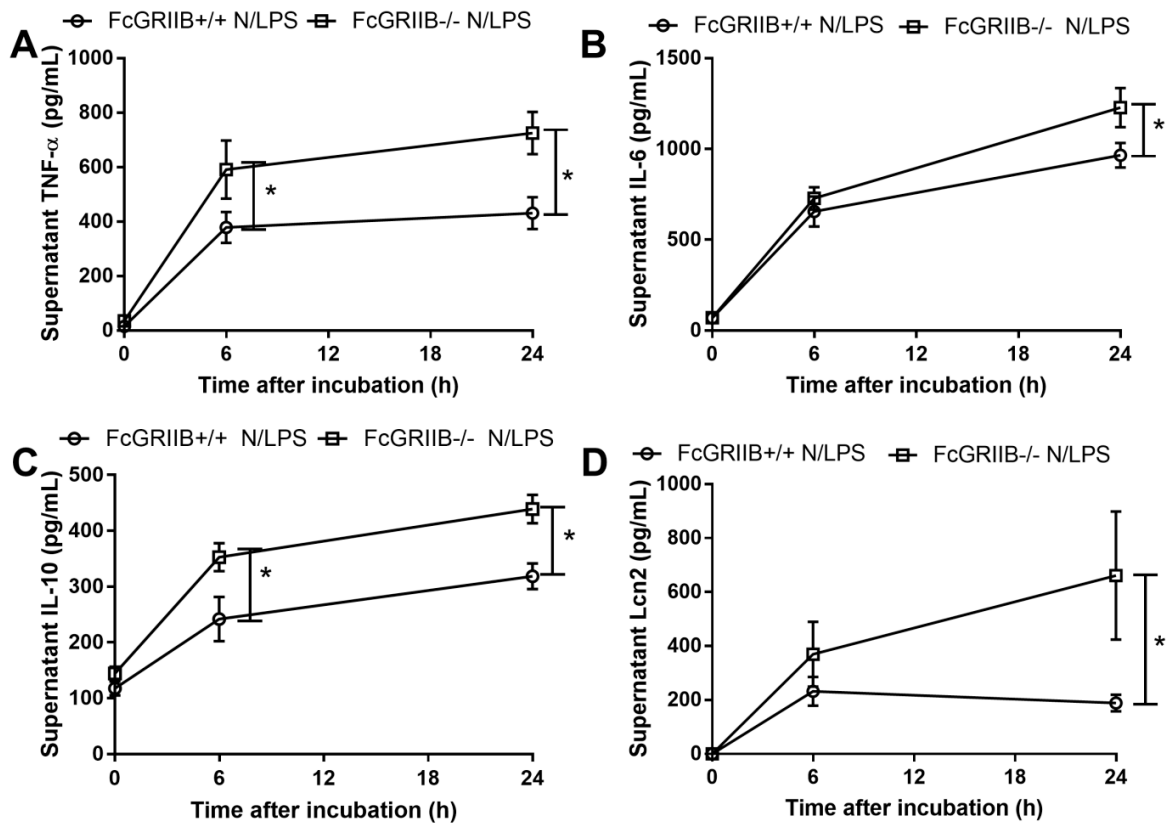 A
FcGRIIB+/+ N/LPS FcGRIIB-/- N/LPS
Supernatant TNF-α (pg/mL)
1000
800
600
400
200
0
*
*
0 6 12 18 24
Time after incubation (h)
B
FcGRIIB+/+ N/LPS FcGRIIB-/- N/LPS
Supernatant IL-6 (pg/mL)
1500
1000
500
0
*
0 6 12 18 24
Time after incubation (h)
C
FcGRIIB+/+ N/LPS FcGRIIB-/- N/LPS
Supernatant IL-10 (pg/mL)
500
400
300
200
100
0
*
*
0 6 12 18 24
Time after incubation (h)
D
FcGRIIB+/+ N/LPS FcGRIIB-/- N/LPS
Supernatant Lcn2 (pg/mL)
1000
800
600
400
200
0
*
0 6 12 18 24
Time after incubation (h)